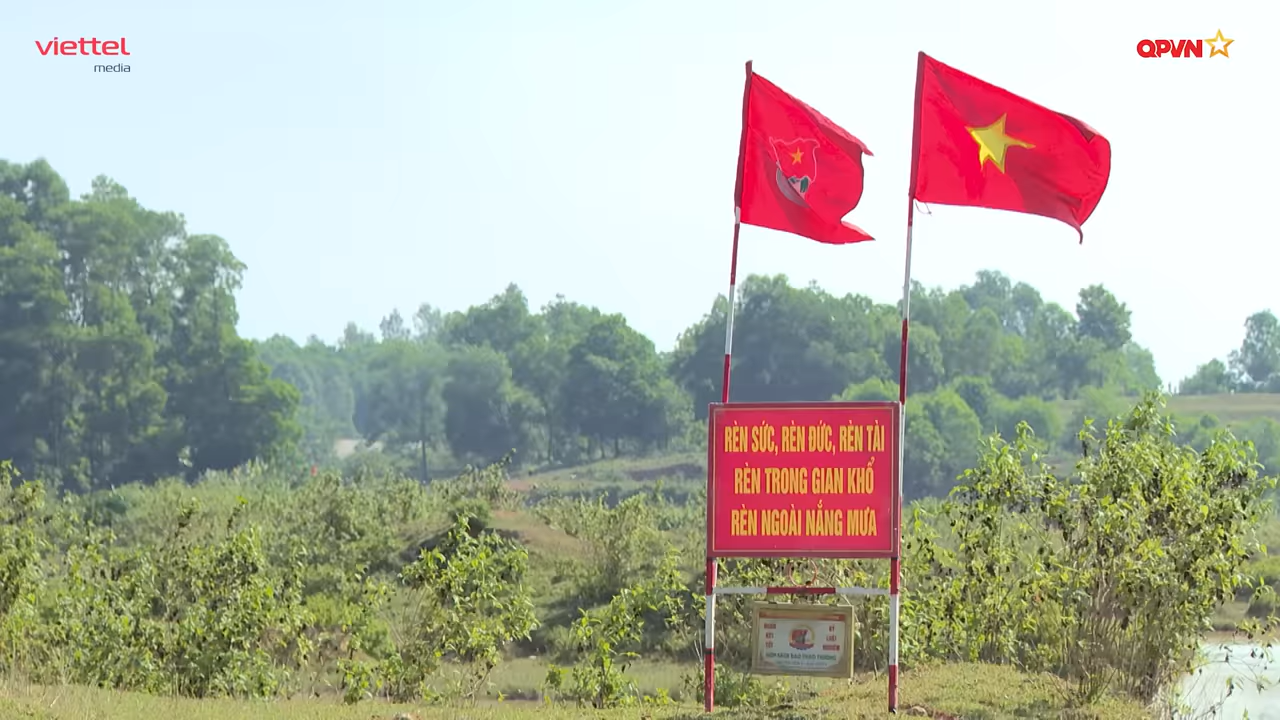 viettel
media
QPVN
RÈN SỨC, RÈN ĐỨC, RÈN TÀI
RÈN TRONG GIAN KHỔ
RÈN NGOÀI NẮNG MƯA